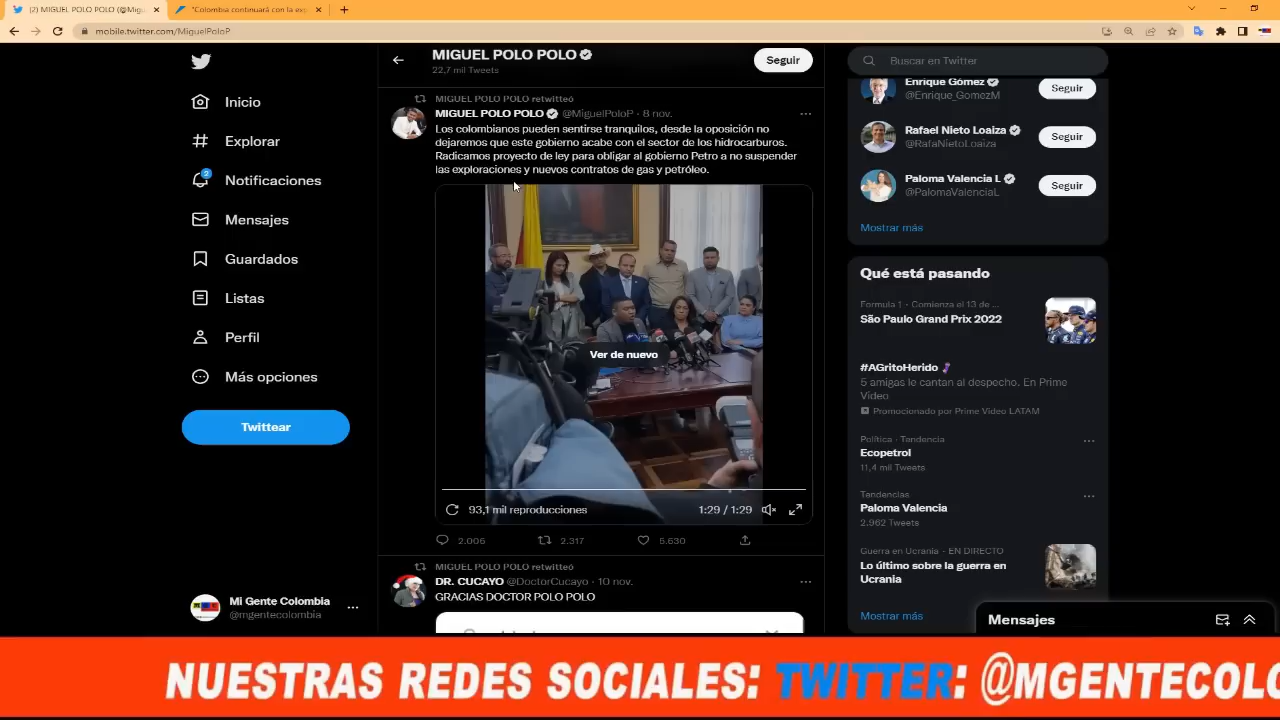 (2) MIGUEL POLO POLO (@Migu
"Colombia continuará con la exp
mobile.twitter.com/MiguelPoloP
Inicio
Explorar
2
Notificaciones
Mensajes
Guardados
Listas
Perfil
Más opciones
Twittear
Mi Gente Colombia
@mgentecolombia
MIGUEL POLO POLO
22,7 mil Tweets
Seguir
MIGUEL POLO POLO retwitteó
MIGUEL POLO POLO @MiguelPoloP · 8 nov.
Los colombianos pueden sentirse tranquilos, desde la oposición no
dejaremos que este gobierno acabe con el sector de los hidrocarburos.
Radicamos proyecto de ley para obligar al gobierno Petro a no suspender
las exploraciones y nuevos contratos de gas y petróleo.
Ver de nuevo
93,1 mil reproducciones
1:29 / 1:29
2.006 2.317 5.630
MIGUEL POLO POLO retwitteó
DR. CUCAYO @DoctorCucayo · 10 nov.
GRACIAS DOCTOR POLO POLO
Buscar en Twitter
Enrique Gómez
@Enrique_GomezM
Seguir
Rafael Nieto Loaiza
@RafaNietoLoaiza
Seguir
Paloma Valencia L
@PalomaValenciaL
Seguir
Mostrar más
Qué está pasando
Formula 1 · Comienza el 13 de ...
São Paulo Grand Prix 2022
#AGritoHerido
5 amigas le cantan al despecho. En Prime
Video
Promocionado por Prime Video LATAM
Política · Tendencia
Ecopetrol
11,4 mil Tweets
Tendencias
Paloma Valencia
2.962 Tweets
Guerra en Ucrania · EN DIRECTO
Lo último sobre la guerra en
Ucrania
Mostrar más
Mensajes
NUESTRAS REDES SOCIALES: TWITTER: @MGENTECOLO